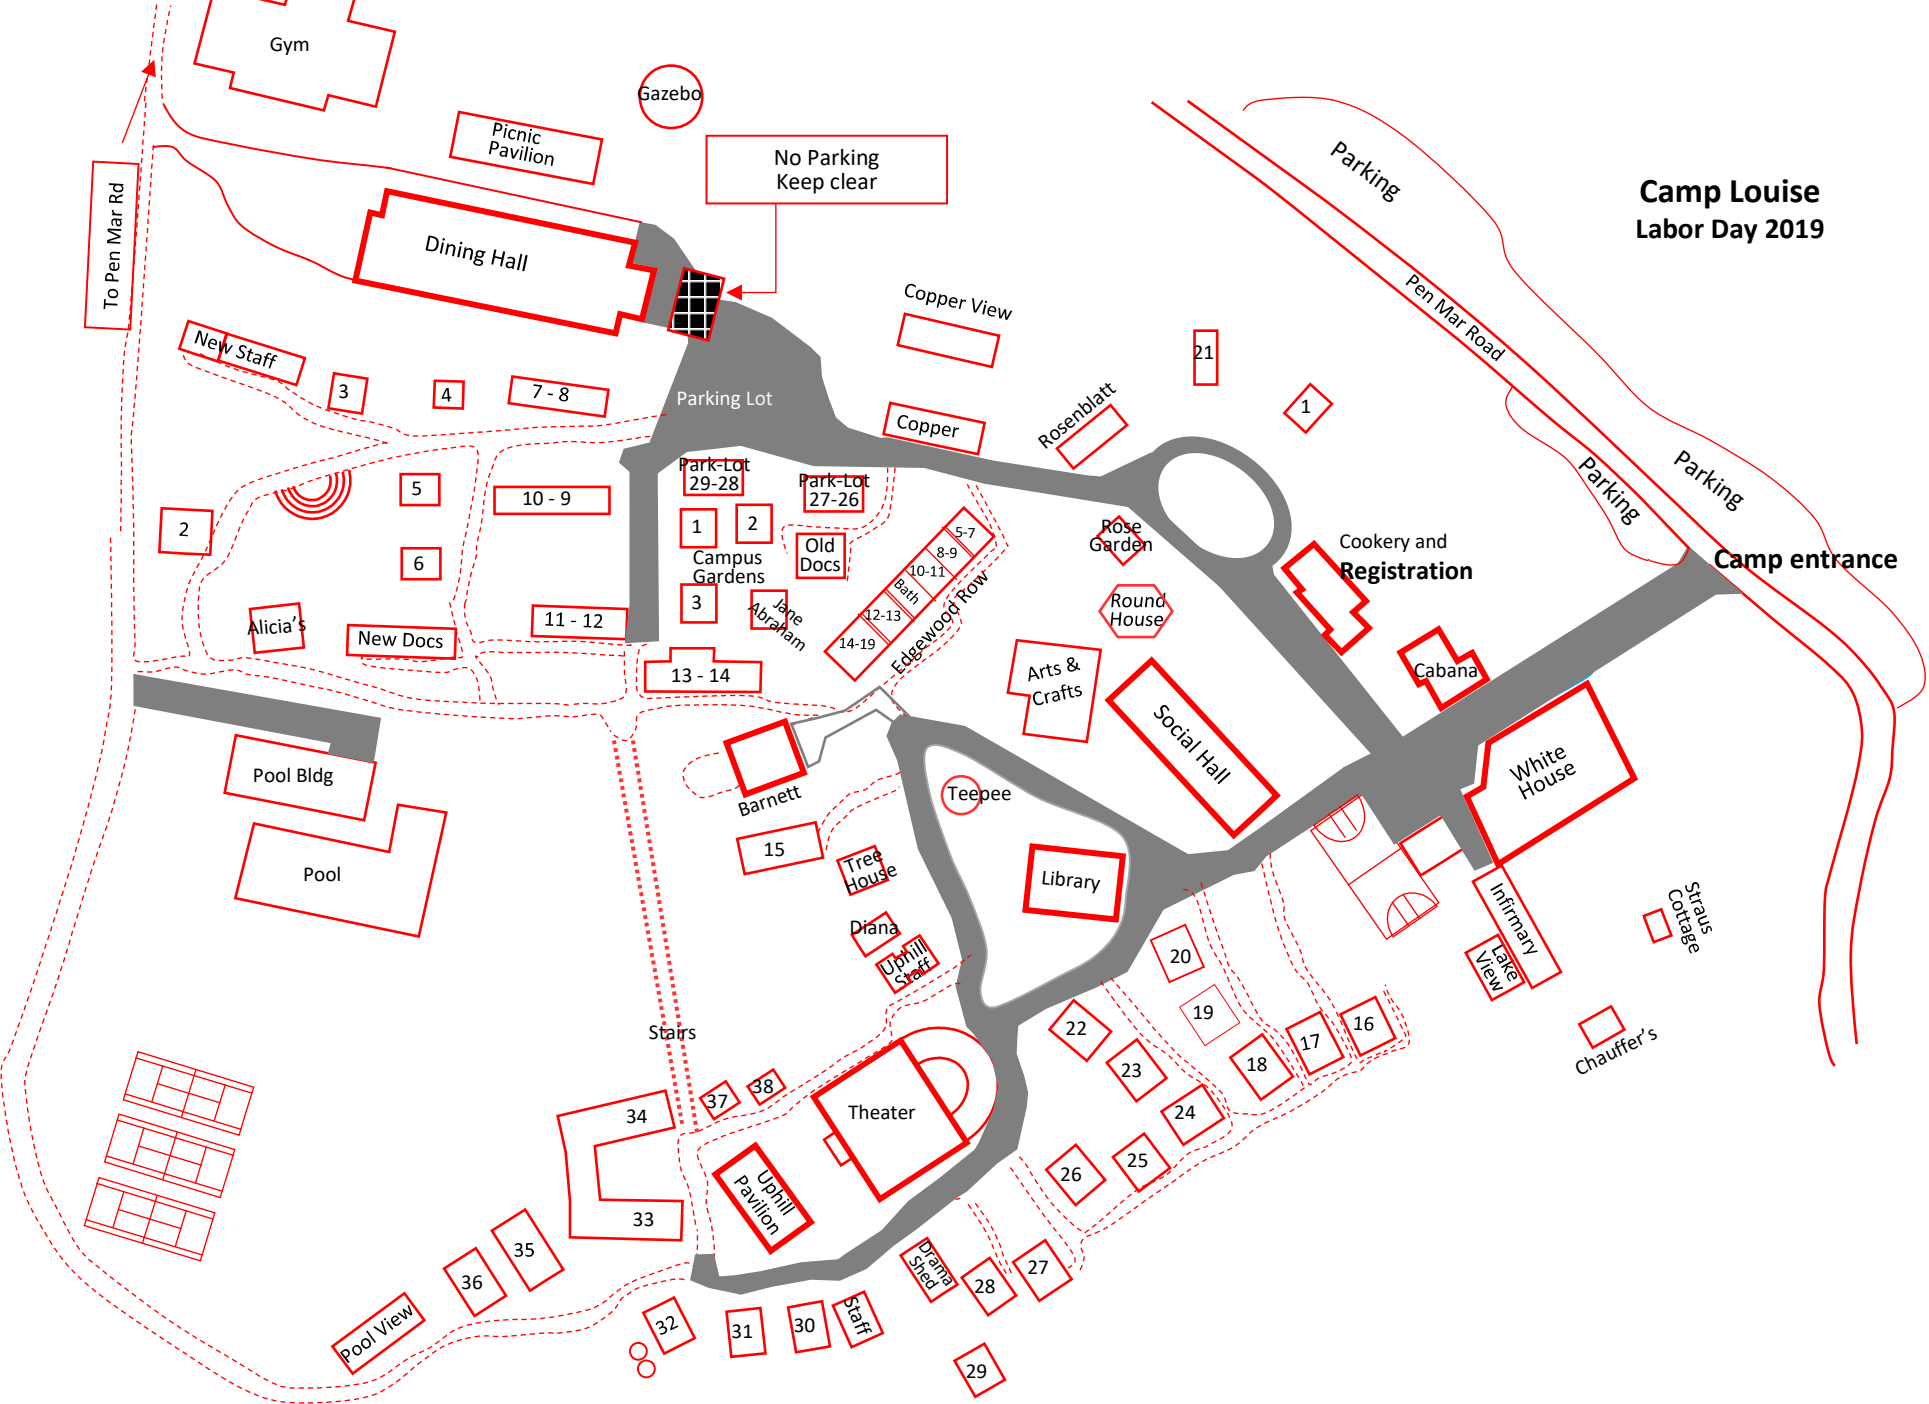 Gym
Gazebo
Picnic
Pavilion
No Parking
Keep clear
Parking
Camp Louise
Labor Day 2019
To Pen Mar Rd
Dining Hall
Copper View
Pen Mar Road
New Staff
3
4
7 - 8
Parking Lot
Copper
Rosenblatt
21
1
Parking
Parking
2
5
10 - 9
Park-Lot
29-28
Park-Lot
27-26
1
2
Old
Docs
Campus
Gardens
3
Jane
Abraham
5-7
8-9
10-11
Bath
12-13
14-19
Edgewood Row
Rose
Garden
Round
House
Cookery and
Registration
Camp entrance
6
Alicia’s
New Docs
11 - 12
13 - 14
Arts &
Crafts
Social Hall
Cabana
White
House
Pool Bldg
Pool
Barnett
15
Teepee
Tree
House
Library
Diana
Uphill
Staff
20
19
Infirmary
Lake
View
Straus
Cottage
Chauffer’s
Stairs
22
23
18
17
16
24
25
26
37
38
Theater
34
33
Uphill
Pavilion
35
36
Pool View
32
31
30
Staff
Drama
Shed
28
27
29